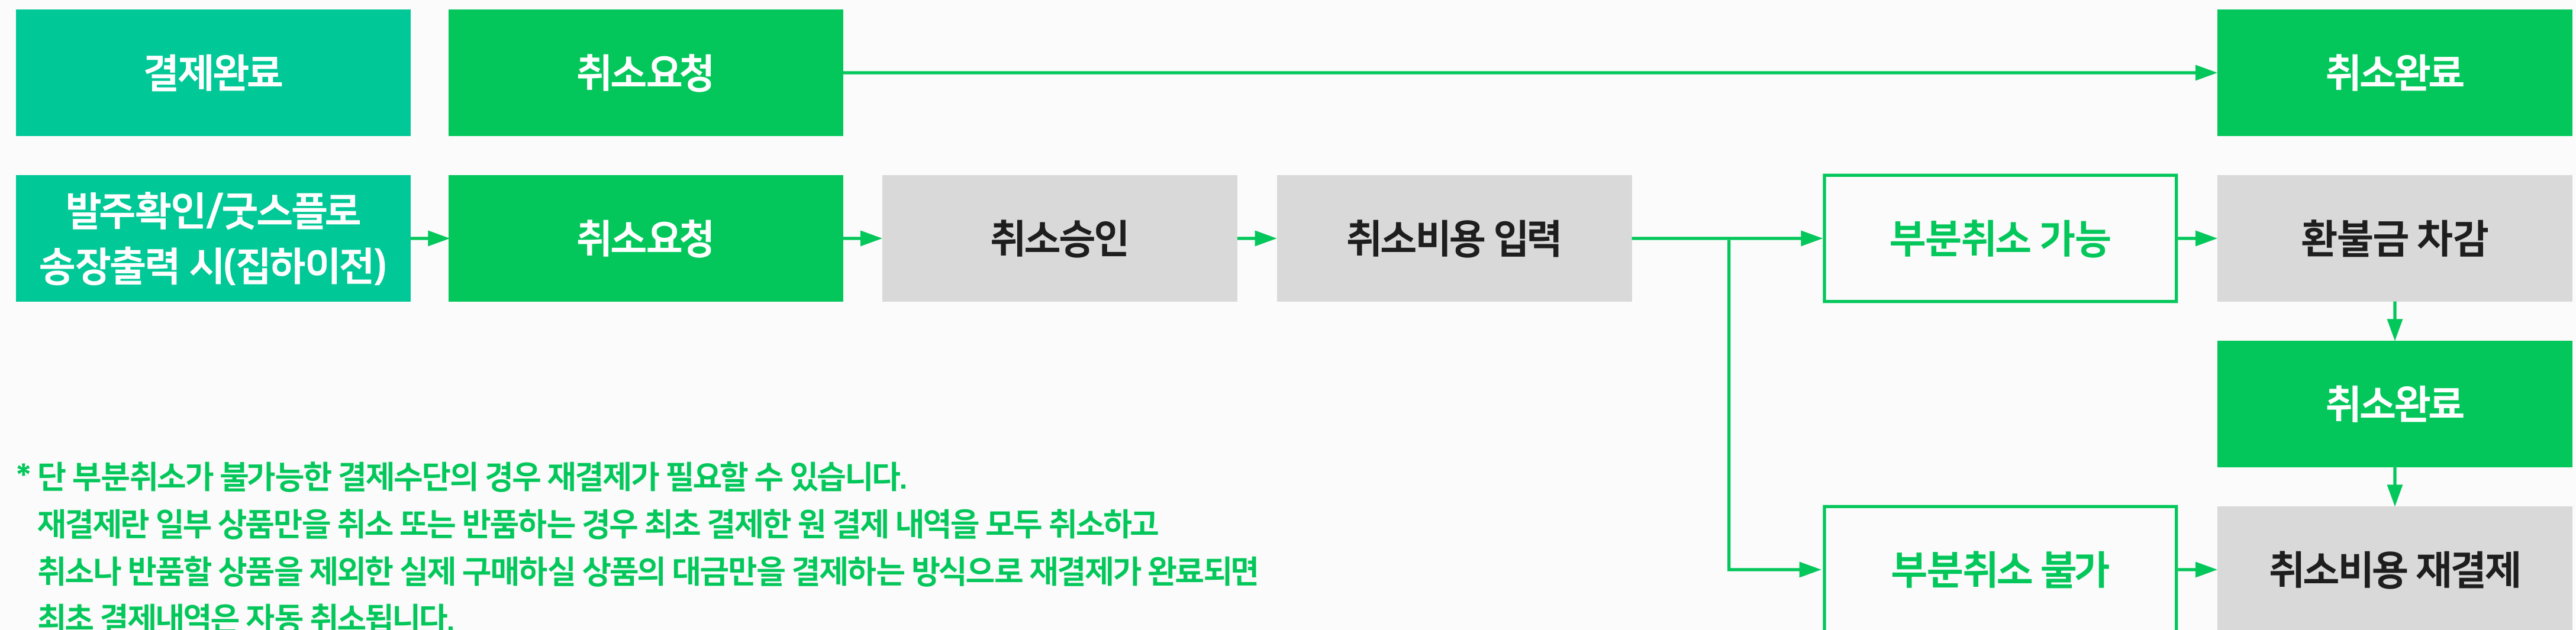 결제완료
취소요청
취소완료
발주확인/굿스플로
송장출력 시(집하이전)
취소요청
취소승인
취소비용 입력
부분취소 가능
환불금 차감
취소완료
부분취소 불가
취소비용 재결제
* 단 부분취소가 불가능한 결제수단의 경우 재결제가 필요할 수 있습니다.
재결제란 일부 상품만을 취소 또는 반품하는 경우 최초 결제한 원 결제 내역을 모두 취소하고
취소나 반품할 상품을 제외한 실제 구매하실 상품의 대금만을 결제하는 방식으로 재결제가 완료되면
최초 결제내역은 자동 취소됩니다.